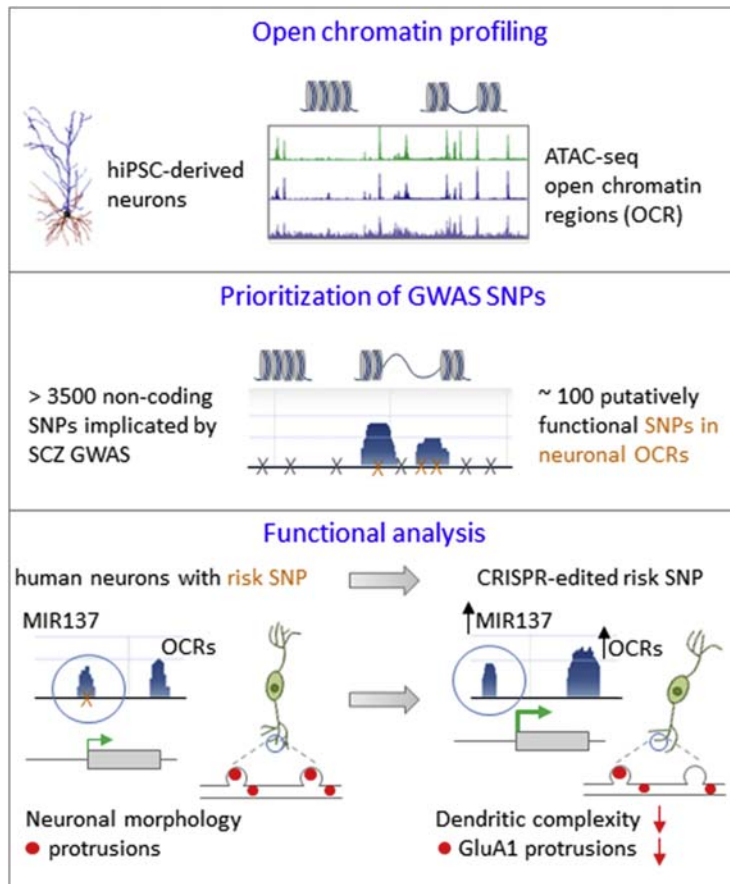 Open chromatin profiling
hiPSC-derived
neurons
ATAC-seq
open chromatin
regions (OCR)
Prioritization of GWAS SNPs
> 3500 non-coding
SNPs implicated by
SCZ GWAS
~ 100 putatively
functional SNPs in
neuronal OCRs
Functional analysis
human neurons with risk SNP
CRISPR-edited risk SNP
MIR137
OCRs
MIR137
OCRs
Neuronal morphology
protrusions
Dendritic complexity
GluA1 protrusions